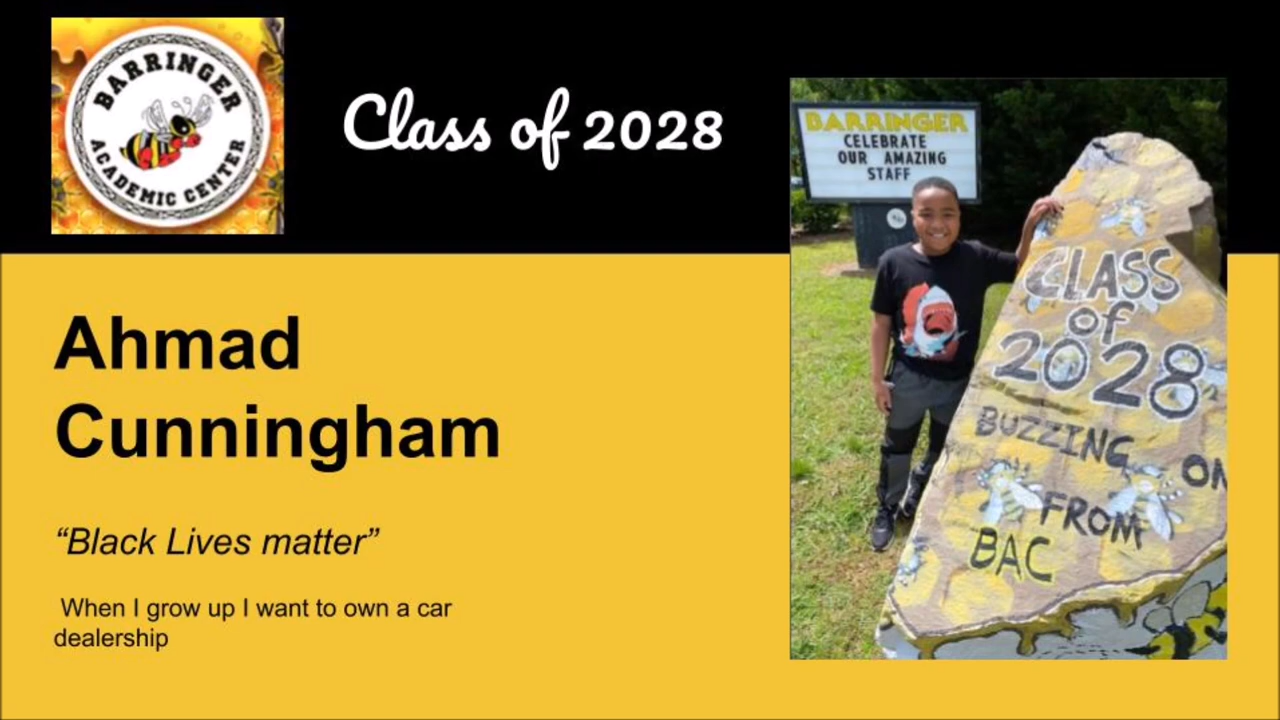 BARRINGER
ACADEMIC CENTER
Class of 2028
BARRINGER
CELEBRATE
OUR AMAZING
STAFF
CLASS
of
2028
BUZZING ON
FROM
BAC
Ahmad
Cunningham
“Black Lives matter”
When I grow up I want to own a car
dealership